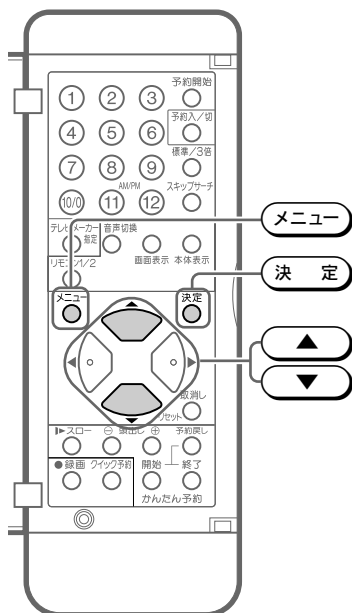 予約開始
① ② ③
予約入/切
④ ⑤ ⑥
標準/3倍
⑦ ⑧ ⑨
AM/PM スキップサーチ
10/0 ⑪ ⑫
テレビメーカー 指定 音声切換
画面表示 本体表示
リモコン1/2
メニュー
決定
メニュー
決 定
▲
▼
取消し
リセット
スロー ⊖ 頭出し ⊕ 予約戻し
●録画 クイック予約 開始 終了
かんたん予約